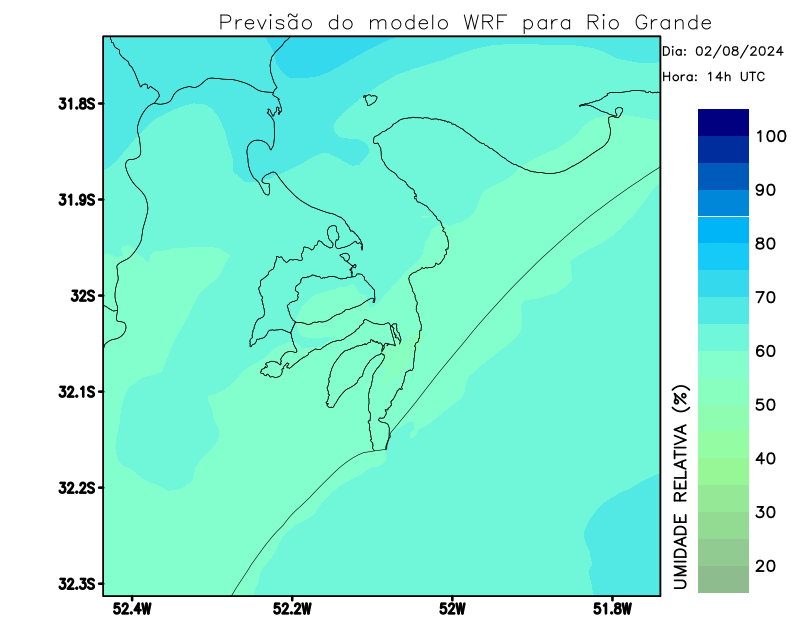 Previsão do modelo WRF para Rio Grande
Dia: 02/08/2024
Hora: 14h UTC
31.8S
31.9S
32S
32.1S
32.2S
32.3S
52.4W
52.2W
52W
51.8W
100
90
80
70
60
50
40
30
20
UMIDADE RELATIVA (%)